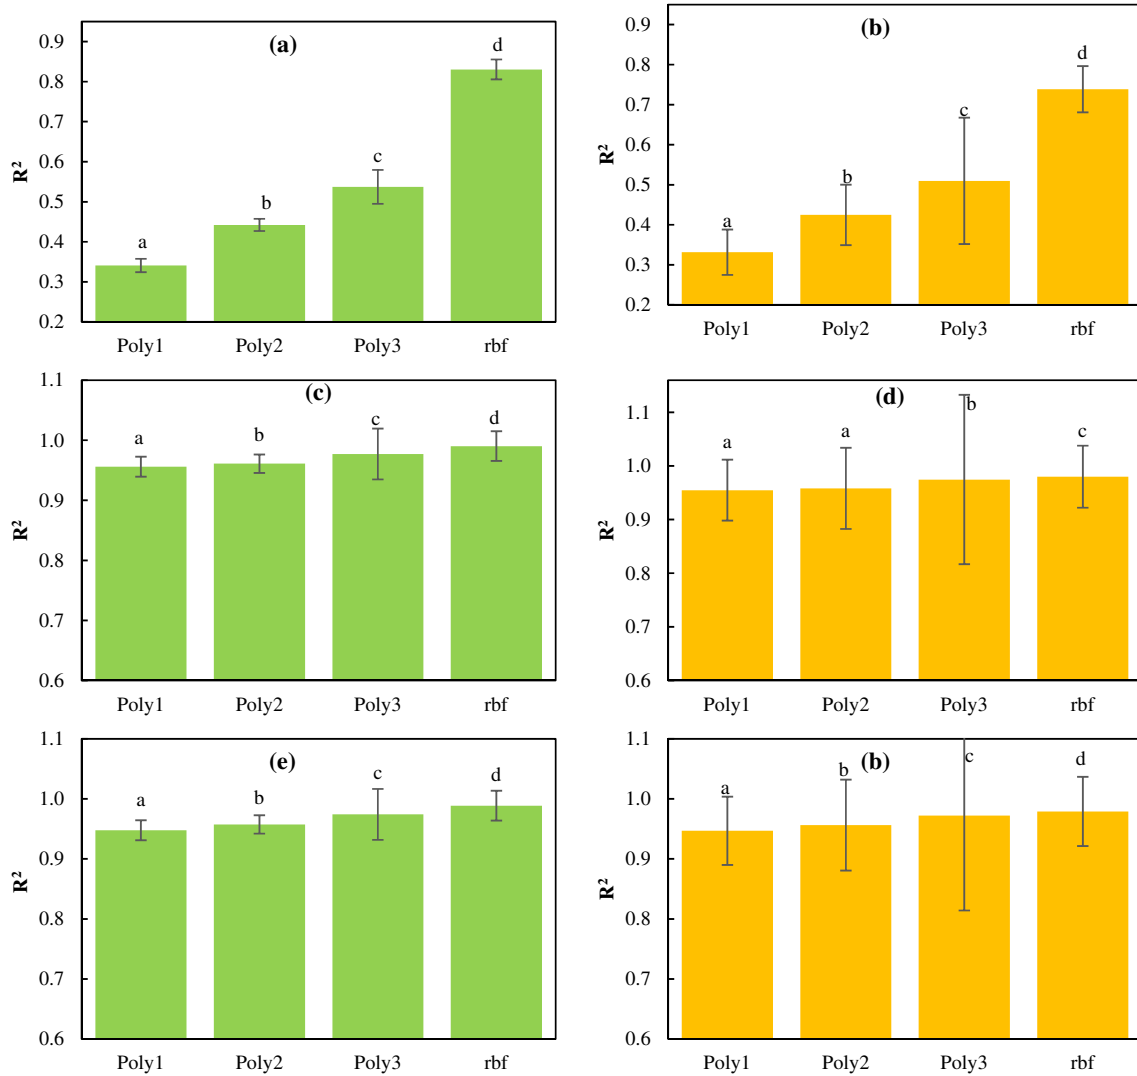 (a)
R²
0.9
0.8
0.7
0.6
0.5
0.4
0.3
0.2
a
b
c
d
Poly1 Poly2 Poly3 rbf
(b)
R²
0.9
0.8
0.7
0.6
0.5
0.4
0.3
0.2
a
b
c
d
Poly1 Poly2 Poly3 rbf
(c)
R²
1.1
1.0
0.9
0.8
0.7
0.6
a
b
c
d
Poly1 Poly2 Poly3 rbf
(d)
R²
1.1
1.0
0.9
0.8
0.7
0.6
a
a
b
c
Poly1 Poly2 Poly3 rbf
(e)
R²
1.1
1.0
0.9
0.8
0.7
0.6
a
b
c
d
Poly1 Poly2 Poly3 rbf
(b)
R²
1.1
1.0
0.9
0.8
0.7
0.6
a
b
c
d
Poly1 Poly2 Poly3 rbf